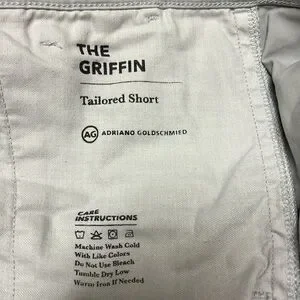 THE
GRIFFIN
Tailored Short
AG ADRIANO GOLDSCHMIED
CARE
INSTRUCTIONS
Machine Wash Cold
With Like Colors
Do Not Use Bleach
Tumble Dry Low
Warm Iron If Needed